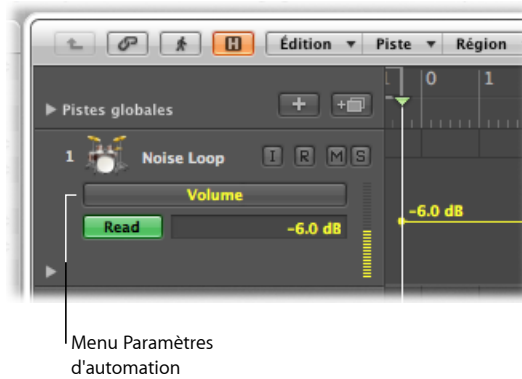 H Édition Piste Région
0 1
Pistes globales
1 Noise Loop I R M S
Volume
Read -6.0 dB
-6.0 dB
Menu Paramètres
d'automation